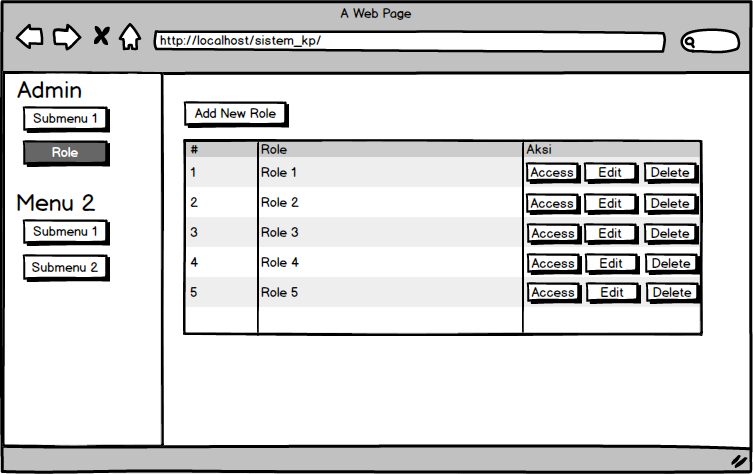 A Web Page
http://localhost/sistem_kp/
Admin
Submenu 1
Role
Menu 2
Submenu 1
Submenu 2
Add New Role
# Role Aksi
1 Role 1 Access Edit Delete
2 Role 2 Access Edit Delete
3 Role 3 Access Edit Delete
4 Role 4 Access Edit Delete
5 Role 5 Access Edit Delete